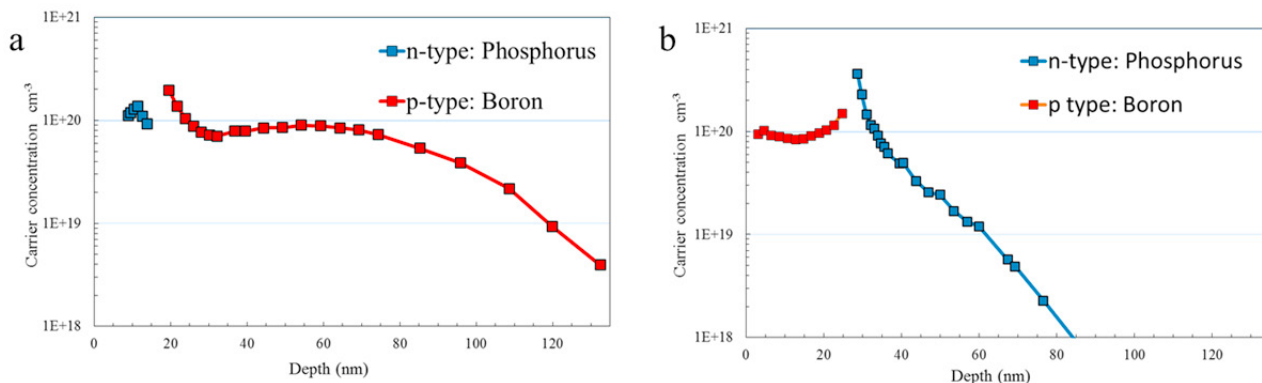 a
1E+21
1E+20
1E+19
1E+18
Carrier concentration cm-3
n-type: Phosphorus
p-type: Boron
0 20 40 60 80 100 120
Depth (nm)
b
1E+21
1E+20
1E+19
1E+18
Carrier concentration cm-3
n-type: Phosphorus
p type: Boron
0 20 40 60 80 100 120
Depth (nm)